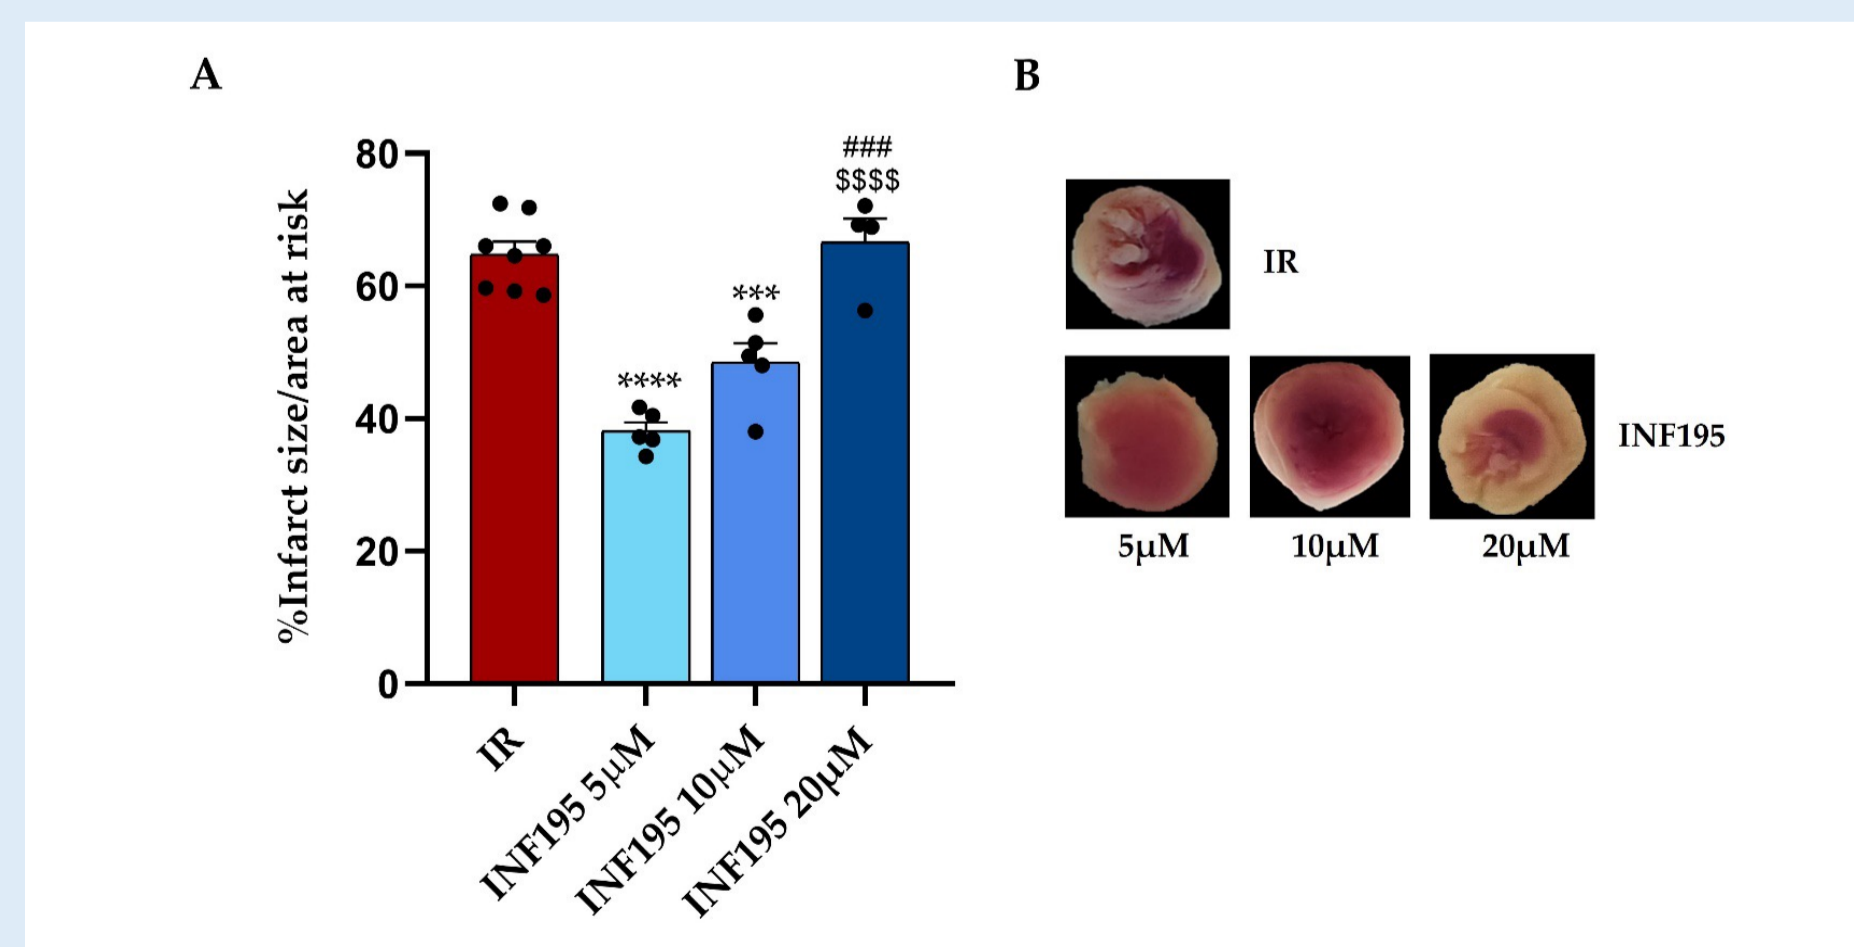 A
B
%Infarct size/area at risk
80
60
40
20
0
****
***
###
$$$$
IR
INF195 5µM
INF195 10µM
INF195 20µM
IR
INF195
5µM
10µM
20µM